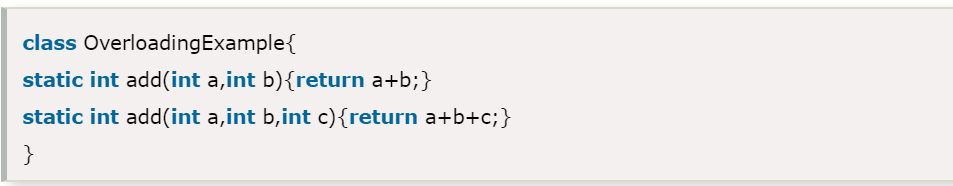 class OverloadingExample{
static int add(int a,int b){return a+b;}
static int add(int a,int b,int c){return a+b+c;}
}